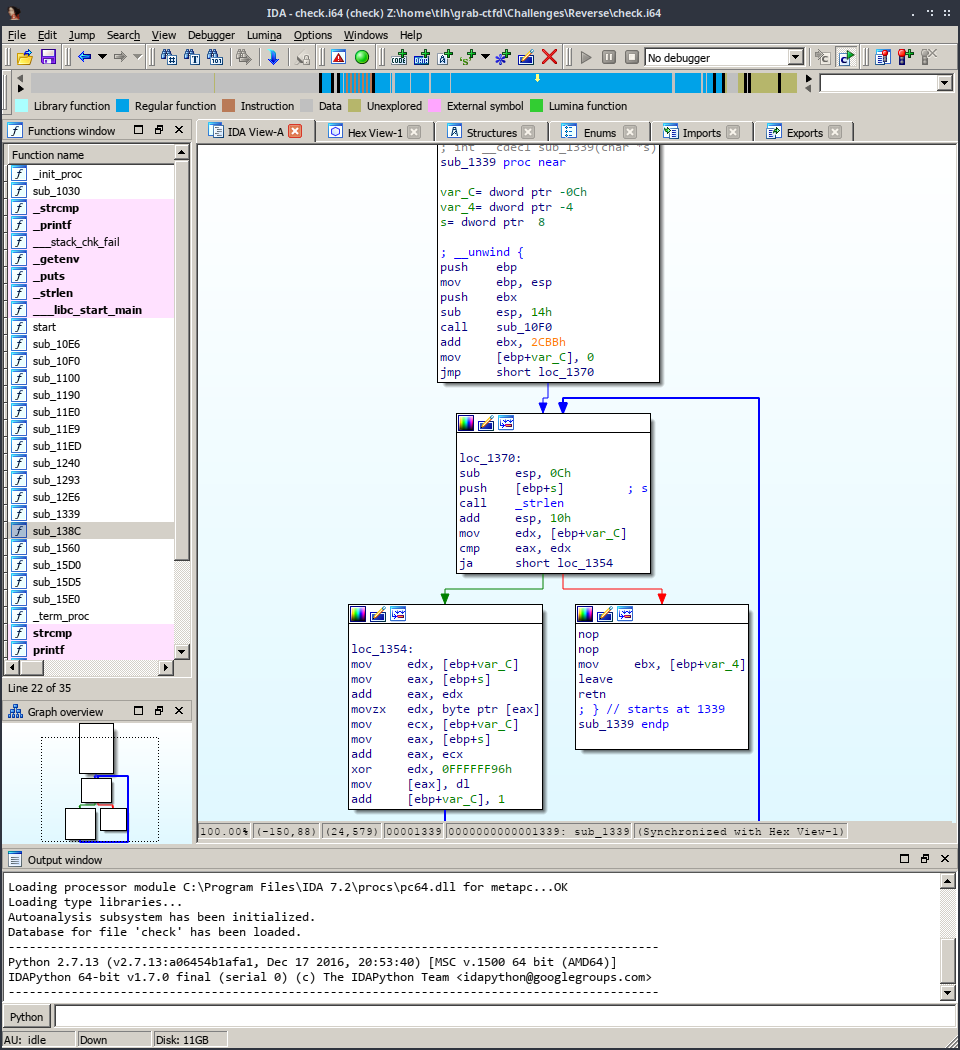 IDA - check.i64 (check) Z:\home\tlh\grab-ctfd\Challenges\Reverse\check.i64
File Edit Jump Search View Debugger Lumina Options Windows Help
No debugger
Library function Regular function Instruction Data Unexplored External symbol Lumina function
Functions window
IDA View-A Hex View-1 Structures Enums Imports Exports
Function name
_init_proc
sub_1030
_strcmp
_printf
___stack_chk_fail
_getenv
_puts
_strlen
___libc_start_main
start
sub_10E6
sub_10F0
sub_1100
sub_1190
sub_11E0
sub_11E9
sub_11ED
sub_1240
sub_1293
sub_12E6
sub_1339
sub_138C
sub_1560
sub_15D0
sub_15D5
sub_15E0
_term_proc
strcmp
printf
Line 22 of 35
Graph overview
; int __cdecl sub_1339(char *s)
sub_1339 proc near
var_C= dword ptr -0Ch
var_4= dword ptr -4
s= dword ptr  8
; __unwind {
push    ebp
mov     ebp, esp
push    ebx
sub     esp, 14h
call    sub_10F0
add     ebx, 2CBBh
mov     [ebp+var_C], 0
jmp     short loc_1370
loc_1370:
sub     esp, 0Ch
push    [ebp+s]         ; s
call    _strlen
add     esp, 10h
mov     edx, [ebp+var_C]
cmp     eax, edx
ja      short loc_1354
loc_1354:
mov     edx, [ebp+var_C]
mov     eax, [ebp+s]
add     eax, edx
movzx   edx, byte ptr [eax]
mov     ecx, [ebp+var_C]
mov     eax, [ebp+s]
add     eax, ecx
xor     edx, 0FFFFFF96h
mov     [eax], dl
add     [ebp+var_C], 1
nop
nop
mov     ebx, [ebp+var_4]
leave
retn
; } // starts at 1339
sub_1339 endp
100.00% (-150,88) (24,579) 00001339 0000000000001339: sub_1339 (Synchronized with Hex View-1)
Output window
Loading processor module C:\Program Files\IDA 7.2\procs\pc64.dll for metapc...OK
Loading type libraries...
Autoanalysis subsystem has been initialized.
Database for file 'check' has been loaded.
---------------------------------------------------------------------------------
Python 2.7.13 (v2.7.13:a06454b1afa1, Dec 17 2016, 20:53:40) [MSC v.1500 64 bit (AMD64)]
IDAPython 64-bit v1.7.0 final (serial 0) (c) The IDAPython Team <idapython@googlegroups.com>
---------------------------------------------------------------------------------
Python
AU: idle Down Disk: 11GB